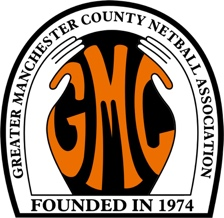 GREATER MANCHESTER COUNTY NETBALL ASSOCIATION
GMC
FOUNDED IN 1974